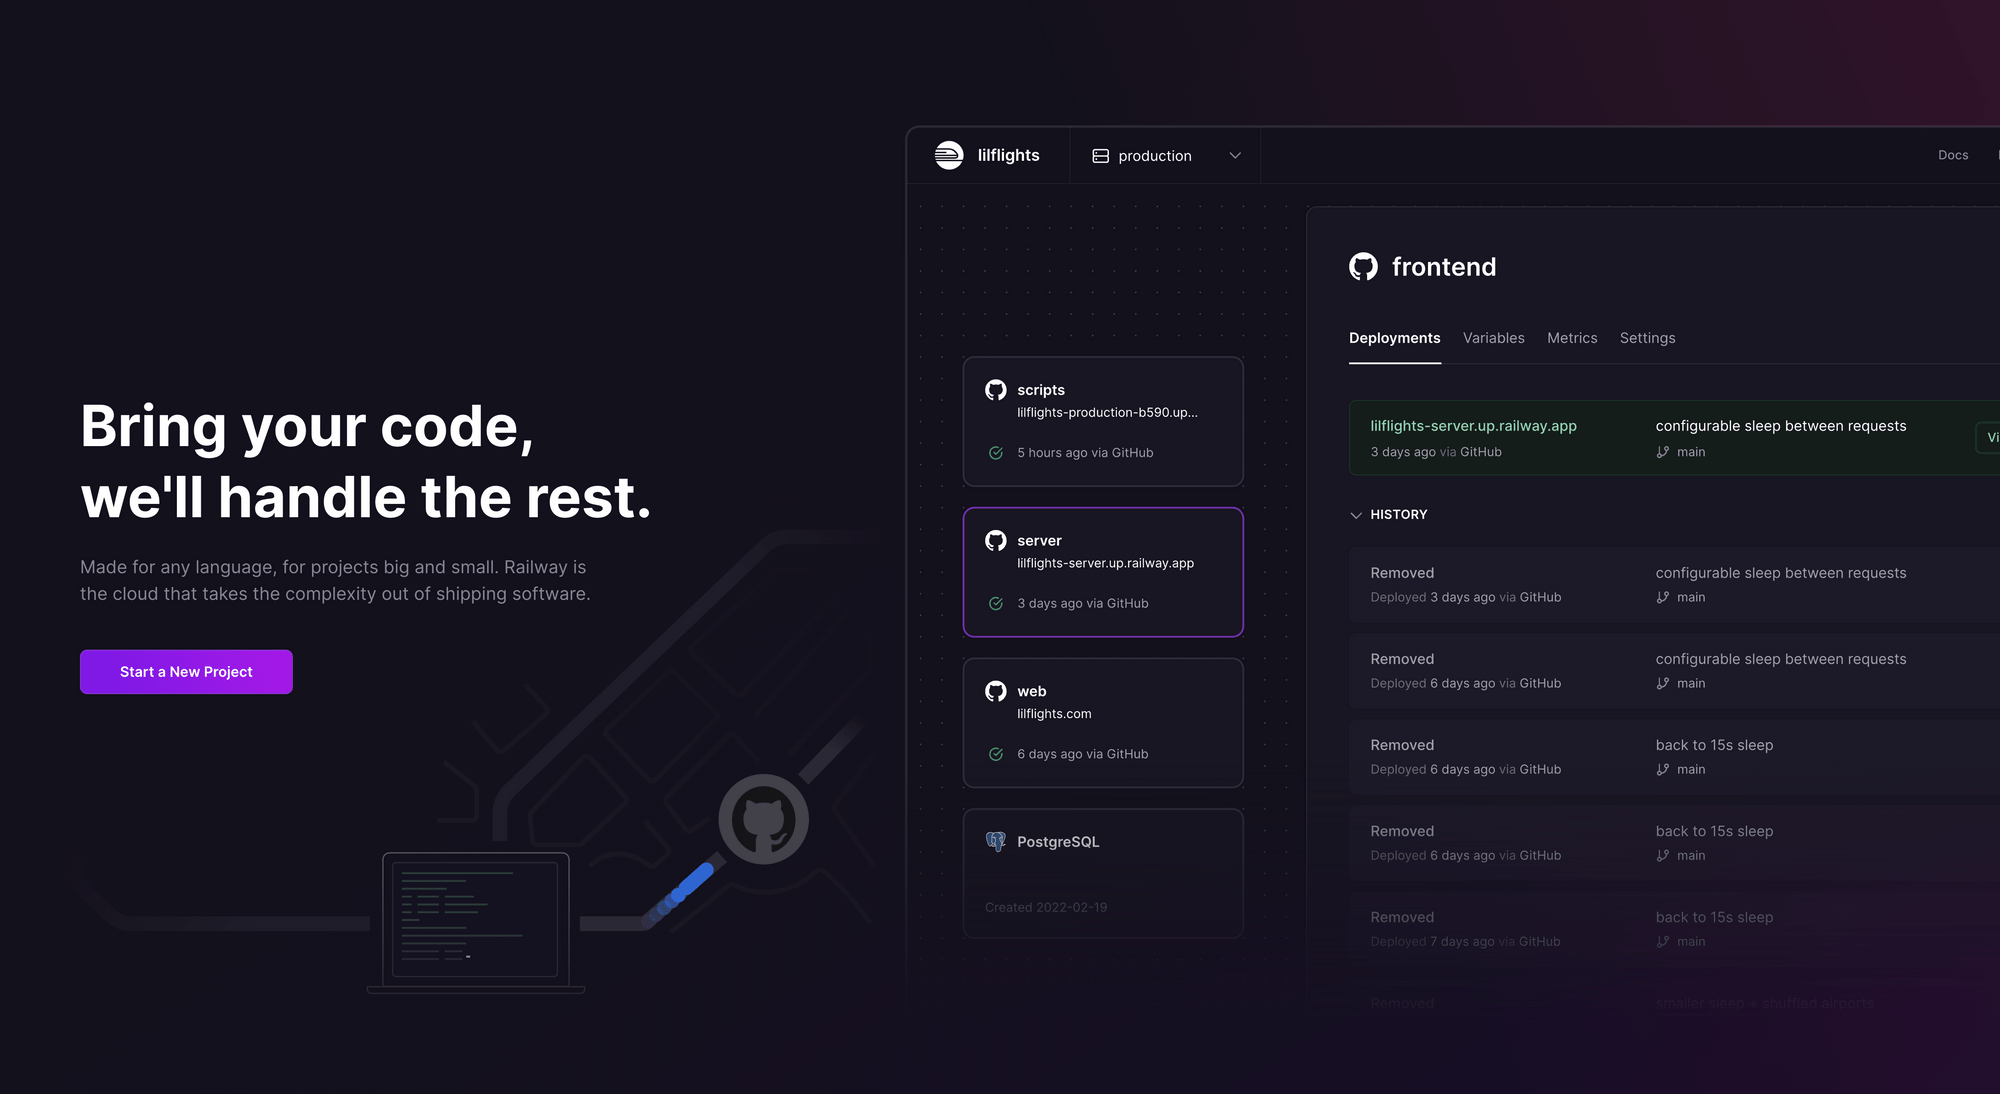 Bring your code,
we'll handle the rest.
Made for any language, for projects big and small. Railway is
the cloud that takes the complexity out of shipping software.
Start a New Project
lilflights
production
Docs
scripts
lilflights-production-b590.up...
5 hours ago via GitHub
server
lilflights-server.up.railway.app
3 days ago via GitHub
web
lilflights.com
6 days ago via GitHub
PostgreSQL
Created 2022-02-19
frontend
Deployments Variables Metrics Settings
lilflights-server.up.railway.app configurable sleep between requests
3 days ago via GitHub main
Vi
HISTORY
Removed configurable sleep between requests
Deployed 3 days ago via GitHub main
Removed configurable sleep between requests
Deployed 6 days ago via GitHub main
Removed back to 15s sleep
Deployed 6 days ago via GitHub main
Removed back to 15s sleep
Deployed 6 days ago via GitHub main
Removed back to 15s sleep
Deployed 7 days ago via GitHub main
Removed smaller sleep + shuffled airports